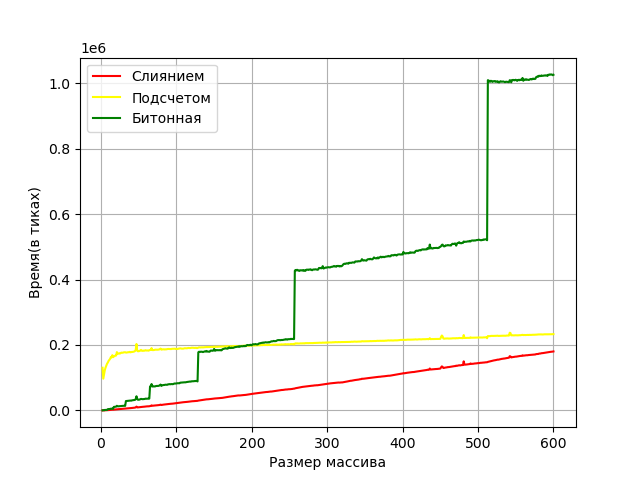 1e6
Слиянием
Подсчетом
Битонная
1.0
0.8
0.6
0.4
0.2
0.0
Время(в тиках)
0 100 200 300 400 500 600
Размер массива